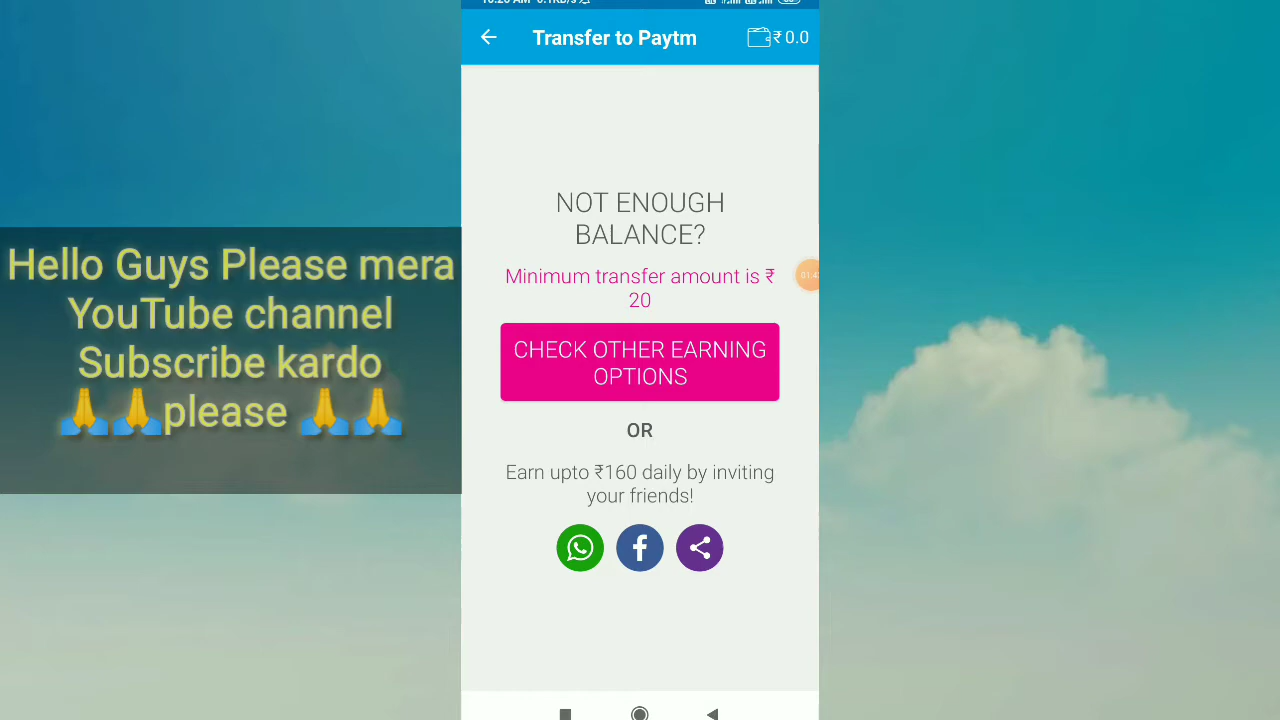 Transfer to Paytm
₹ 0.0
Hello Guys Please mera
YouTube channel
Subscribe kardo
🙏🙏please 🙏🙏
NOT ENOUGH
BALANCE?
Minimum transfer amount is ₹
20
CHECK OTHER EARNING
OPTIONS
OR
Earn upto ₹160 daily by inviting
your friends!